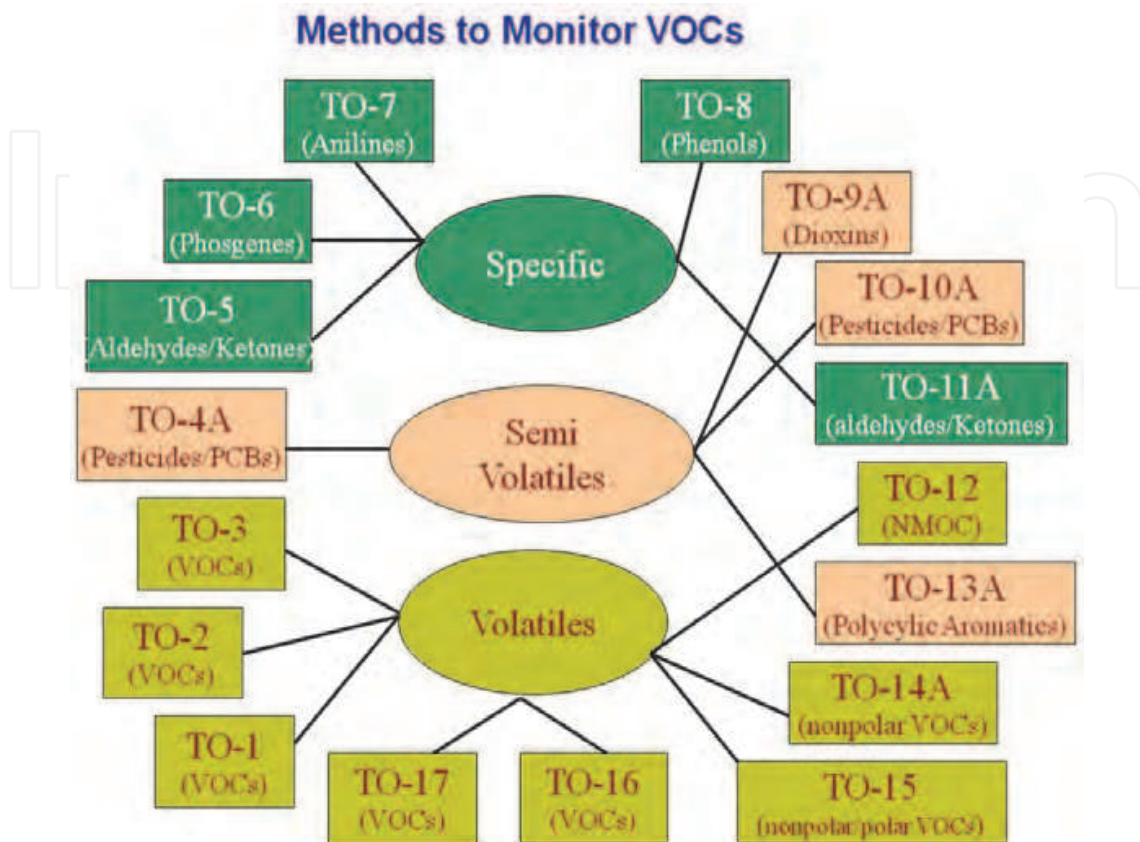 Methods to Monitor VOCs
TO-7
(Anilines)
TO-8
(Phenols)
TO-6
(Phosgenes)
Specific
TO-9A
(Dioxins)
TO-5
(Aldehydes/Ketones)
TO-10A
(Pesticides/PCBs)
TO-4A
(Pesticides/PCBs)
Semi
Volatiles
TO-11A
(aldehydes/Ketones)
TO-3
(VOCs)
TO-12
(NMOC)
TO-2
(VOCs)
Volatiles
TO-13A
(Polycylic Aromatics)
TO-1
(VOCs)
TO-14A
(nonpolar VOCs)
TO-17
(VOCs)
TO-16
(VOCs)
TO-15
(nonpolar/polar VOCs)